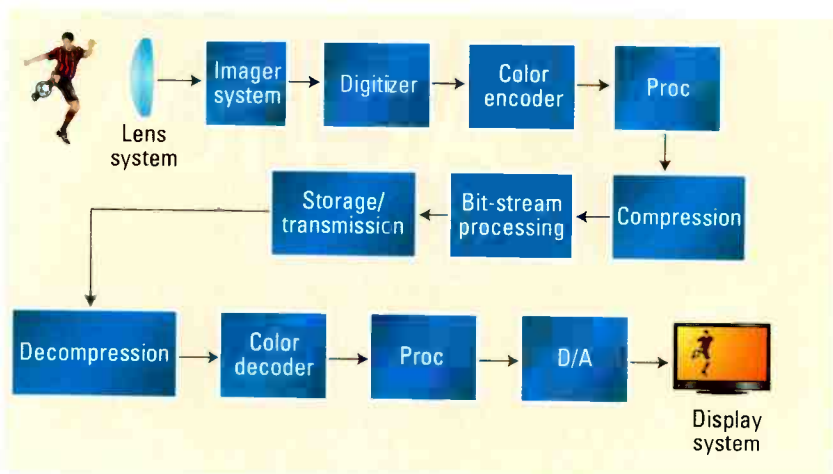 Imager
system
Digitizer
Color
encoder
Proc
Lens
system
Storage/
transmission
Bit-stream
processing
Compression
Decompression
Color
decoder
Proc
D/A
Display
system